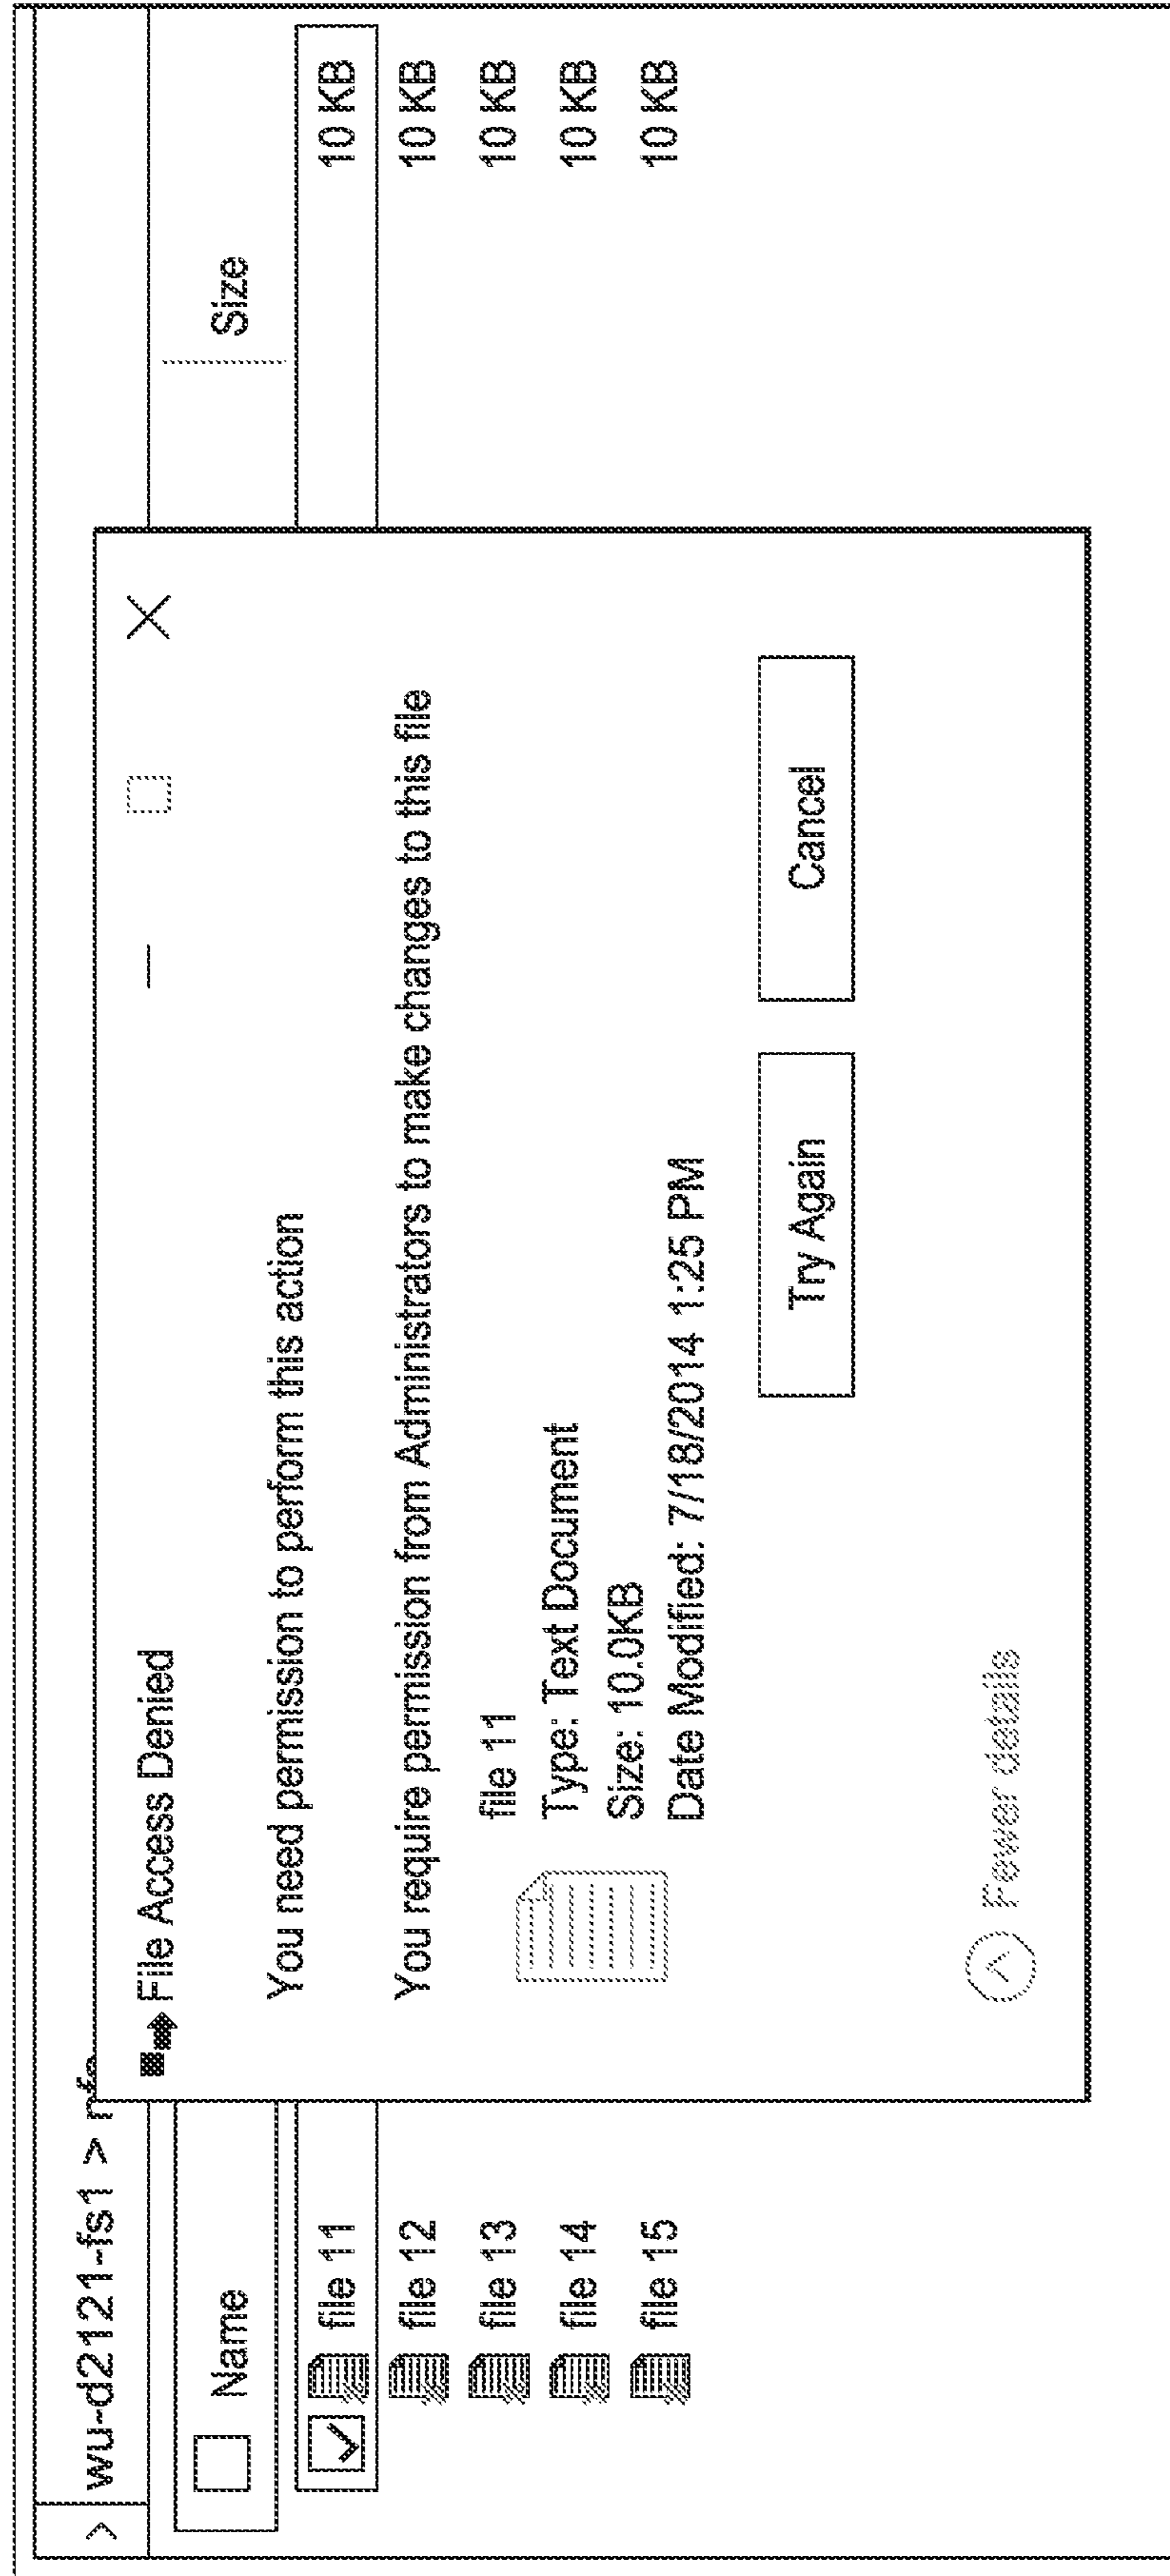 wu-d2121-fs1 >
File Access Denied
Name
Size
You need permission to perform this action
file 11
10 KB
You require permission from Administrators to make changes to this file
file 12
10 KB
file 11
file 13
10 KB
Type: Text Document
file 14
10 KB
Size: 10.0KB
file 15
10 KB
Date Modified: 7/18/2014 1:25 PM
Try Again
Cancel
Fewer details